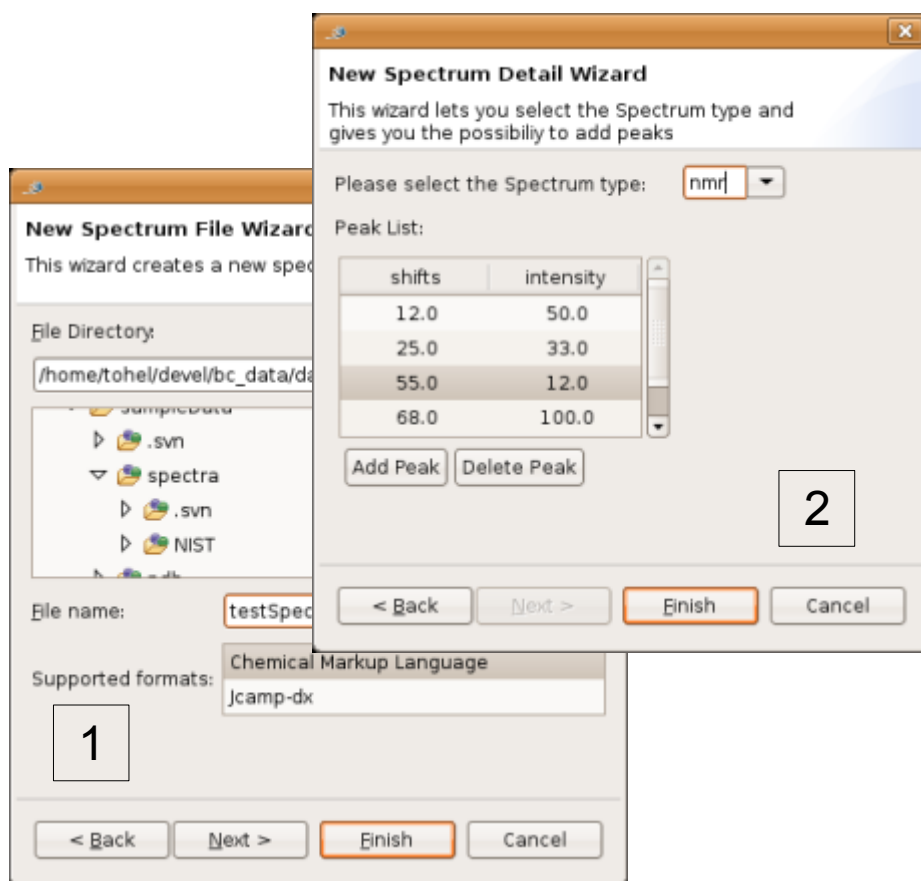 New Spectrum Detail Wizard
This wizard lets you select the Spectrum type and
gives you the possibiliy to add peaks
Please select the Spectrum type: nmr
Peak List:
shifts intensity
12.0 50.0
25.0 33.0
55.0 12.0
68.0 100.0
Add Peak Delete Peak
2
< Back Next > Finish Cancel
New Spectrum File Wizard
This wizard creates a new
File Directory:
/home/tohel/devel/bc_data/
sampleData
.svn
spectra
.svn
NIST
File name: testSpec
Supported formats: Chemical Markup Language
Jcamp-dx
1
< Back Next > Finish Cancel